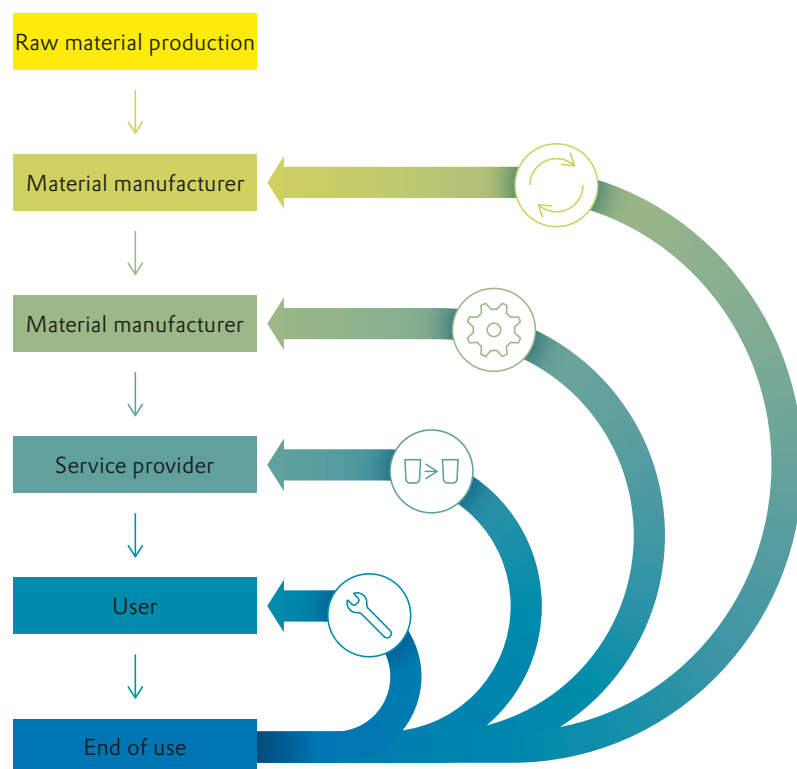 Raw material production
Material manufacturer
Material manufacturer
Service provider
User
End of use